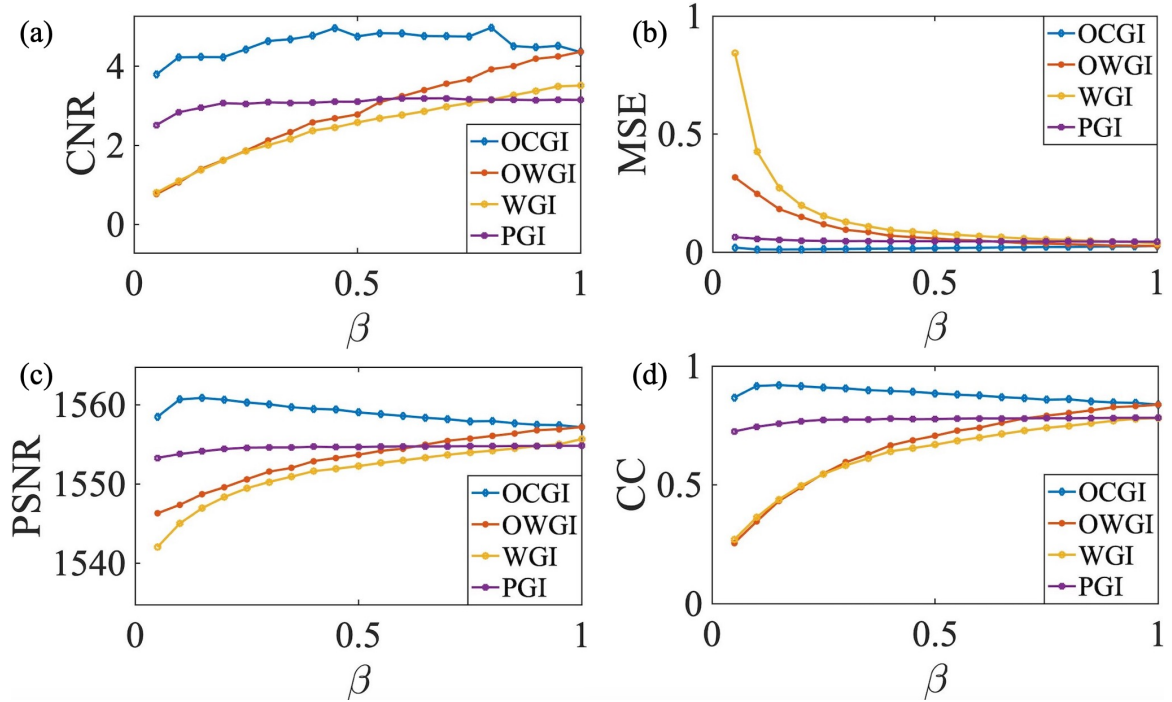 (a)
CNR
4
2
0
0
0.5
1
β
OCGI
OWGI
WGI
PGI
(b)
MSE
1
0.5
0
0
0.5
1
β
OCGI
OWGI
WGI
PGI
(c)
PSNR
1560
1550
1540
0
0.5
1
β
OCGI
OWGI
WGI
PGI
(d)
CC
1
0.5
0
0
0.5
1
β
OCGI
OWGI
WGI
PGI